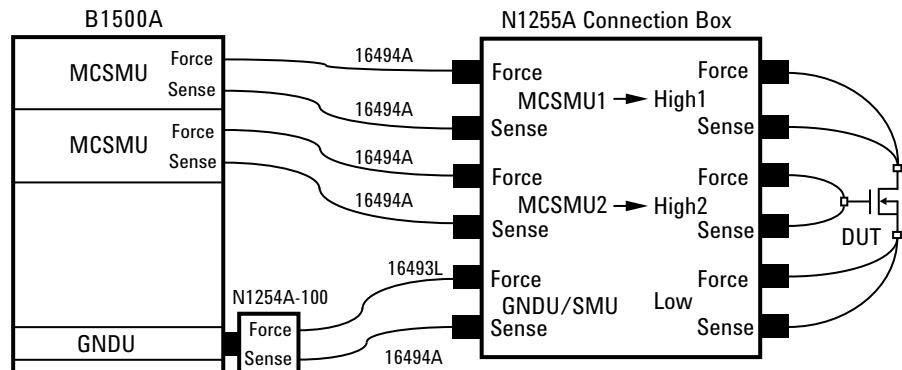 B1500A
N1255A Connection Box
MCSMU
Force
Sense
16494A
16494A
MCSMU
Force
Sense
16494A
16494A
Force
MCSMU1 → High1
Force
Sense
Sense
Force
MCSMU2 → High2
Force
Sense
Sense
DUT
N1254A-100
16493L
Force
GNDU/SMU
Low
Force
Sense
Sense
GNDU
Force
Sense
16494A